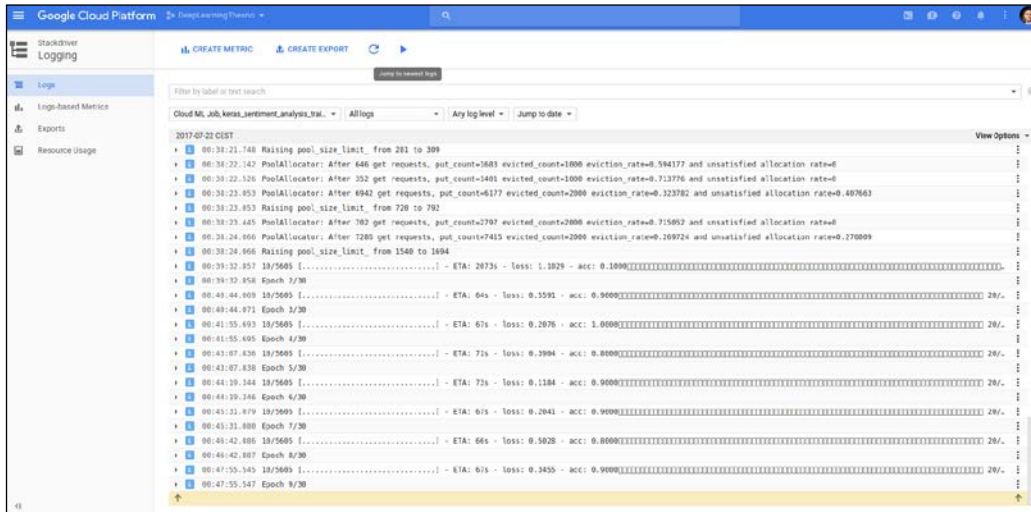 Google Cloud Platform
Stackdriver
Logging
CREATE METRIC
CREATE EXPORT
Jump to newest logs
Logs
Logs-based Metrics
Exports
Resource Usage
Filter by label or text search
Cloud ML Job, keras_sentiment_analysis_trai... All logs Any log level Jump to date
2017-07-22 CEST View Options
00:38:21.748 Raising pool_size_limit_ from 281 to 309
00:38:22.142 PoolAllocator: After 646 get requests, put_count=1603 evicted_count=1000 eviction_rate=0.594177 and unsatisfied allocation rate=0
00:38:22.526 PoolAllocator: After 352 get requests, put_count=1401 evicted_count=1000 eviction_rate=0.713776 and unsatisfied allocation rate=0
00:38:23.053 PoolAllocator: After 6942 get requests, put_count=6177 evicted_count=2000 eviction_rate=0.323782 and unsatisfied allocation rate=0.407663
00:38:23.053 Raising pool_size_limit_ from 720 to 792
00:38:23.445 PoolAllocator: After 802 get requests, put_count=2797 evicted_count=2000 eviction_rate=0.715052 and unsatisfied allocation rate=0
00:38:24.066 PoolAllocator: After 7285 get requests, put_count=7415 evicted_count=2000 eviction_rate=0.269724 and unsatisfied allocation rate=0.270009
00:38:24.066 Raising pool_size_limit_ from 1540 to 1694
00:39:32.857 10/5605 [..............................] - ETA: 2073s - loss: 1.1029 - acc: 0.1000
00:39:32.858 Epoch 2/30
00:40:44.069 10/5605 [..............................] - ETA: 64s - loss: 0.5591 - acc: 0.9000 20/...
00:40:44.071 Epoch 3/30
00:41:55.693 10/5605 [..............................] - ETA: 67s - loss: 0.2076 - acc: 1.0000 20/...
00:41:55.695 Epoch 4/30
00:43:07.836 10/5605 [..............................] - ETA: 71s - loss: 0.3904 - acc: 0.8000 20/...
00:43:07.838 Epoch 5/30
00:44:19.344 10/5605 [..............................] - ETA: 73s - loss: 0.1184 - acc: 0.9000 20/...
00:44:19.346 Epoch 6/30
00:45:31.079 10/5605 [..............................] - ETA: 67s - loss: 0.2041 - acc: 0.9000 20/...
00:45:31.080 Epoch 7/30
00:46:42.806 10/5605 [..............................] - ETA: 66s - loss: 0.5028 - acc: 0.8000 20/...
00:46:42.807 Epoch 8/30
00:47:55.545 10/5605 [..............................] - ETA: 67s - loss: 0.3455 - acc: 0.9000 20/...
00:47:55.547 Epoch 9/30